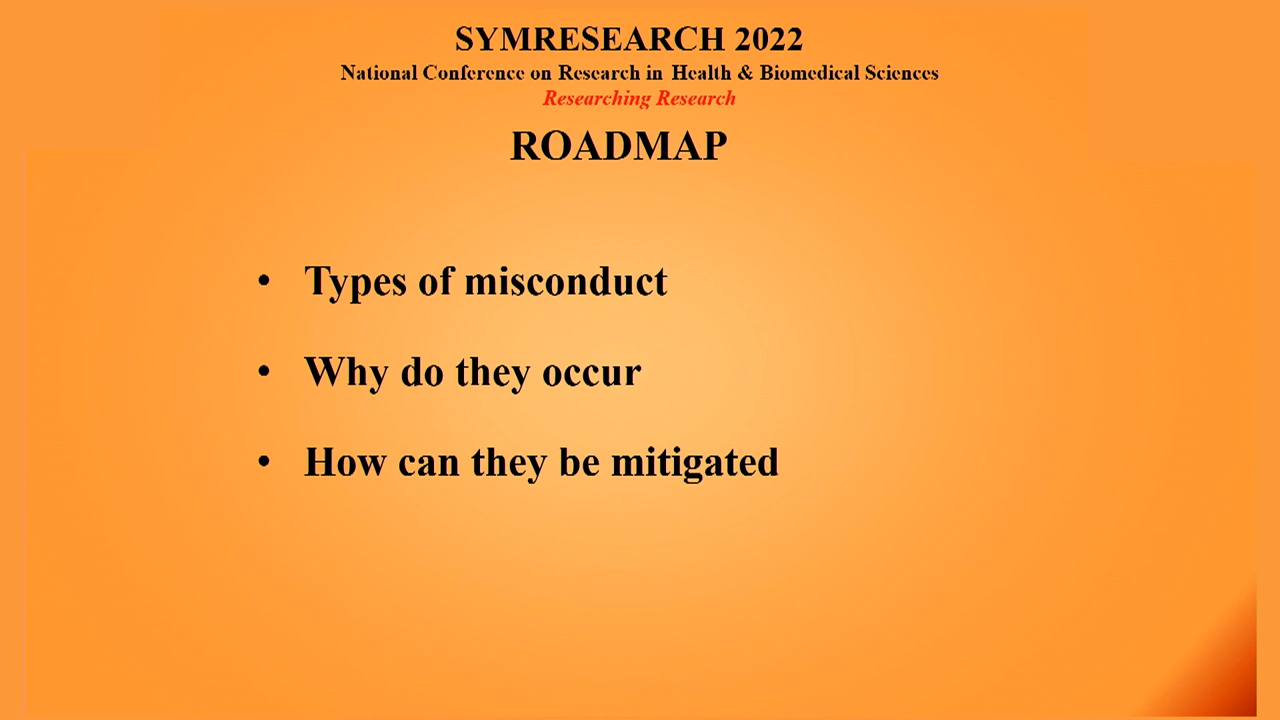 SYMRESEARCH 2022
National Conference on Research in Health & Biomedical Sciences
Researching Research
ROADMAP
• Types of misconduct
• Why do they occur
• How can they be mitigated